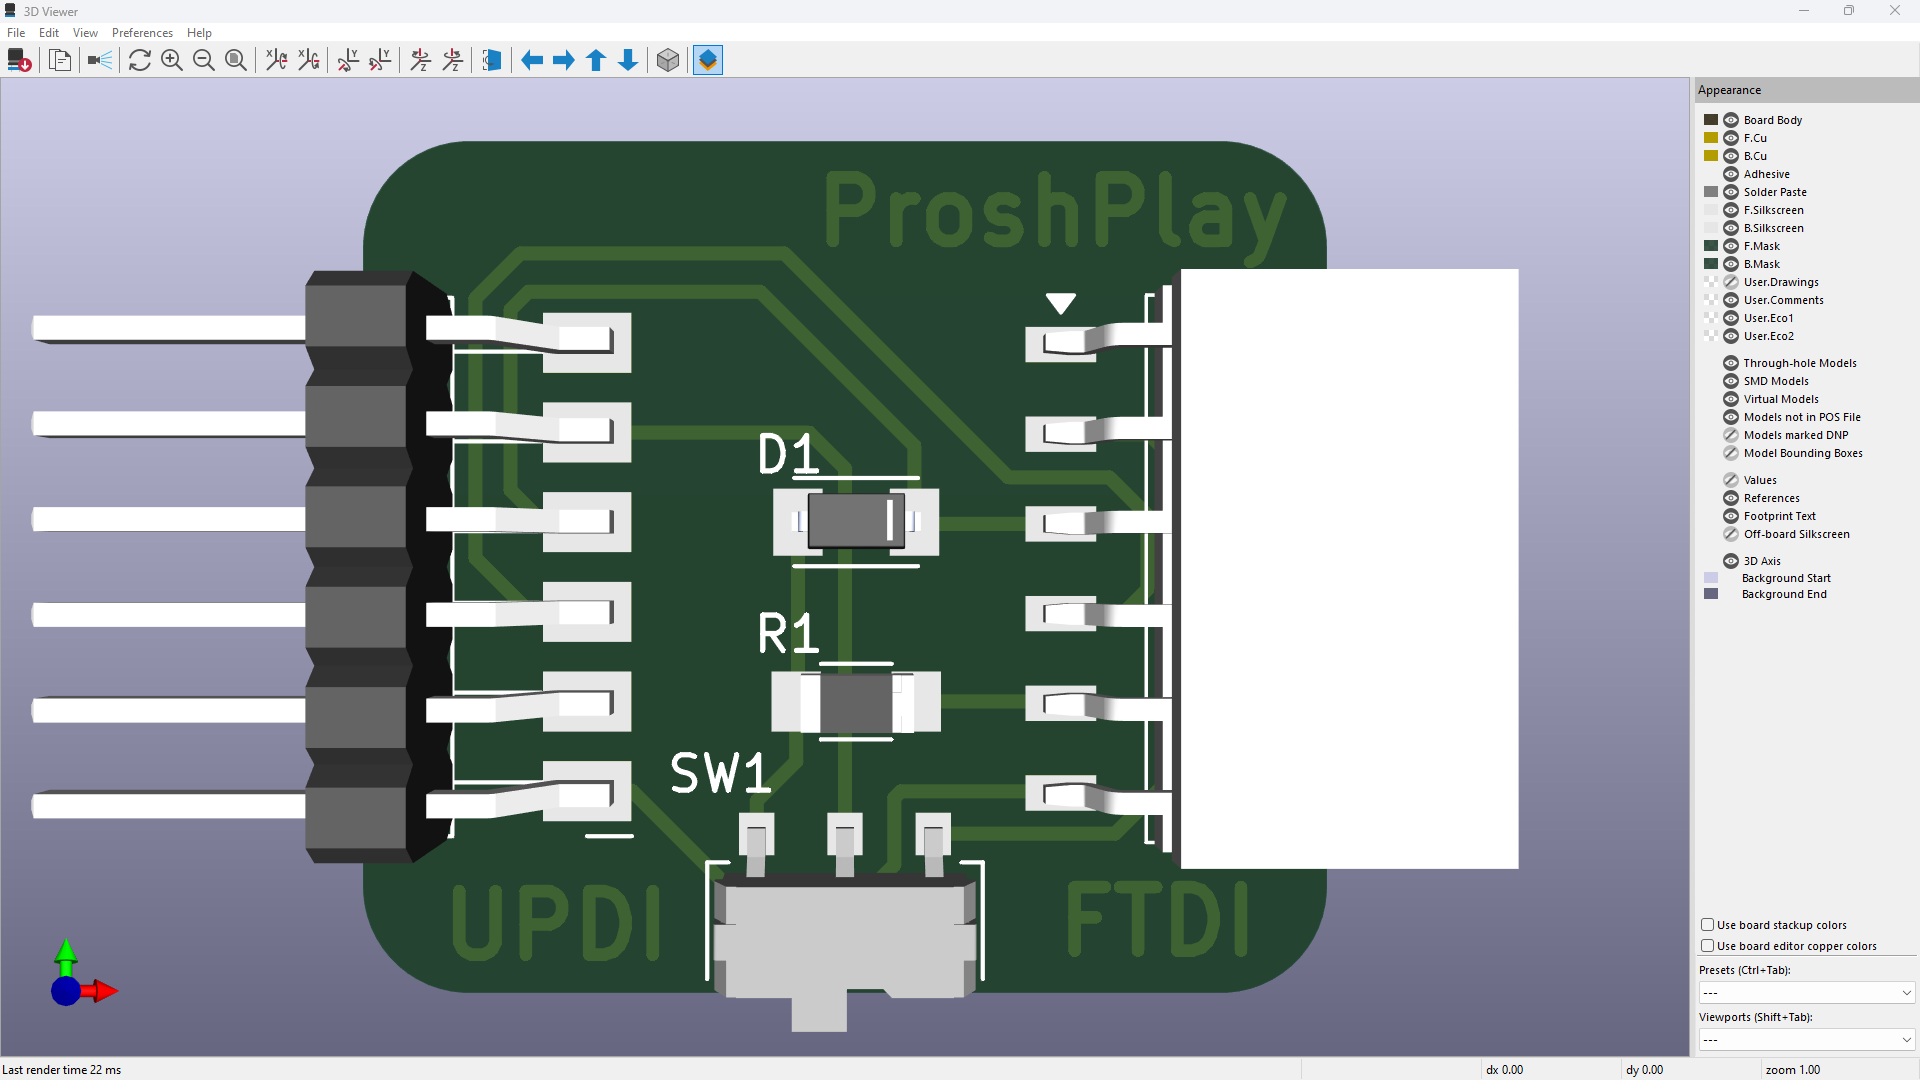 3D Viewer
File Edit View Preferences Help
Appearance
Board Body
F.Cu
B.Cu
Adhesive
Solder Paste
F.Silkscreen
B.Silkscreen
F.Mask
B.Mask
User.Drawings
User.Comments
User.Eco1
User.Eco2
Through-hole Models
SMD Models
Virtual Models
Models not in POS File
Models marked DNP
Model Bounding Boxes
Values
References
Footprint Text
Off-board Silkscreen
3D Axis
Background Start
Background End
Use board stackup colors
Use board editor copper colors
Presets (Ctrl+Tab):
---
Viewports (Shift+Tab):
---
ProshPlay
D1
R1
SW1
UPDI
FTDI
Last render time 22 ms
dx 0.00
dy 0.00
zoom 1.00